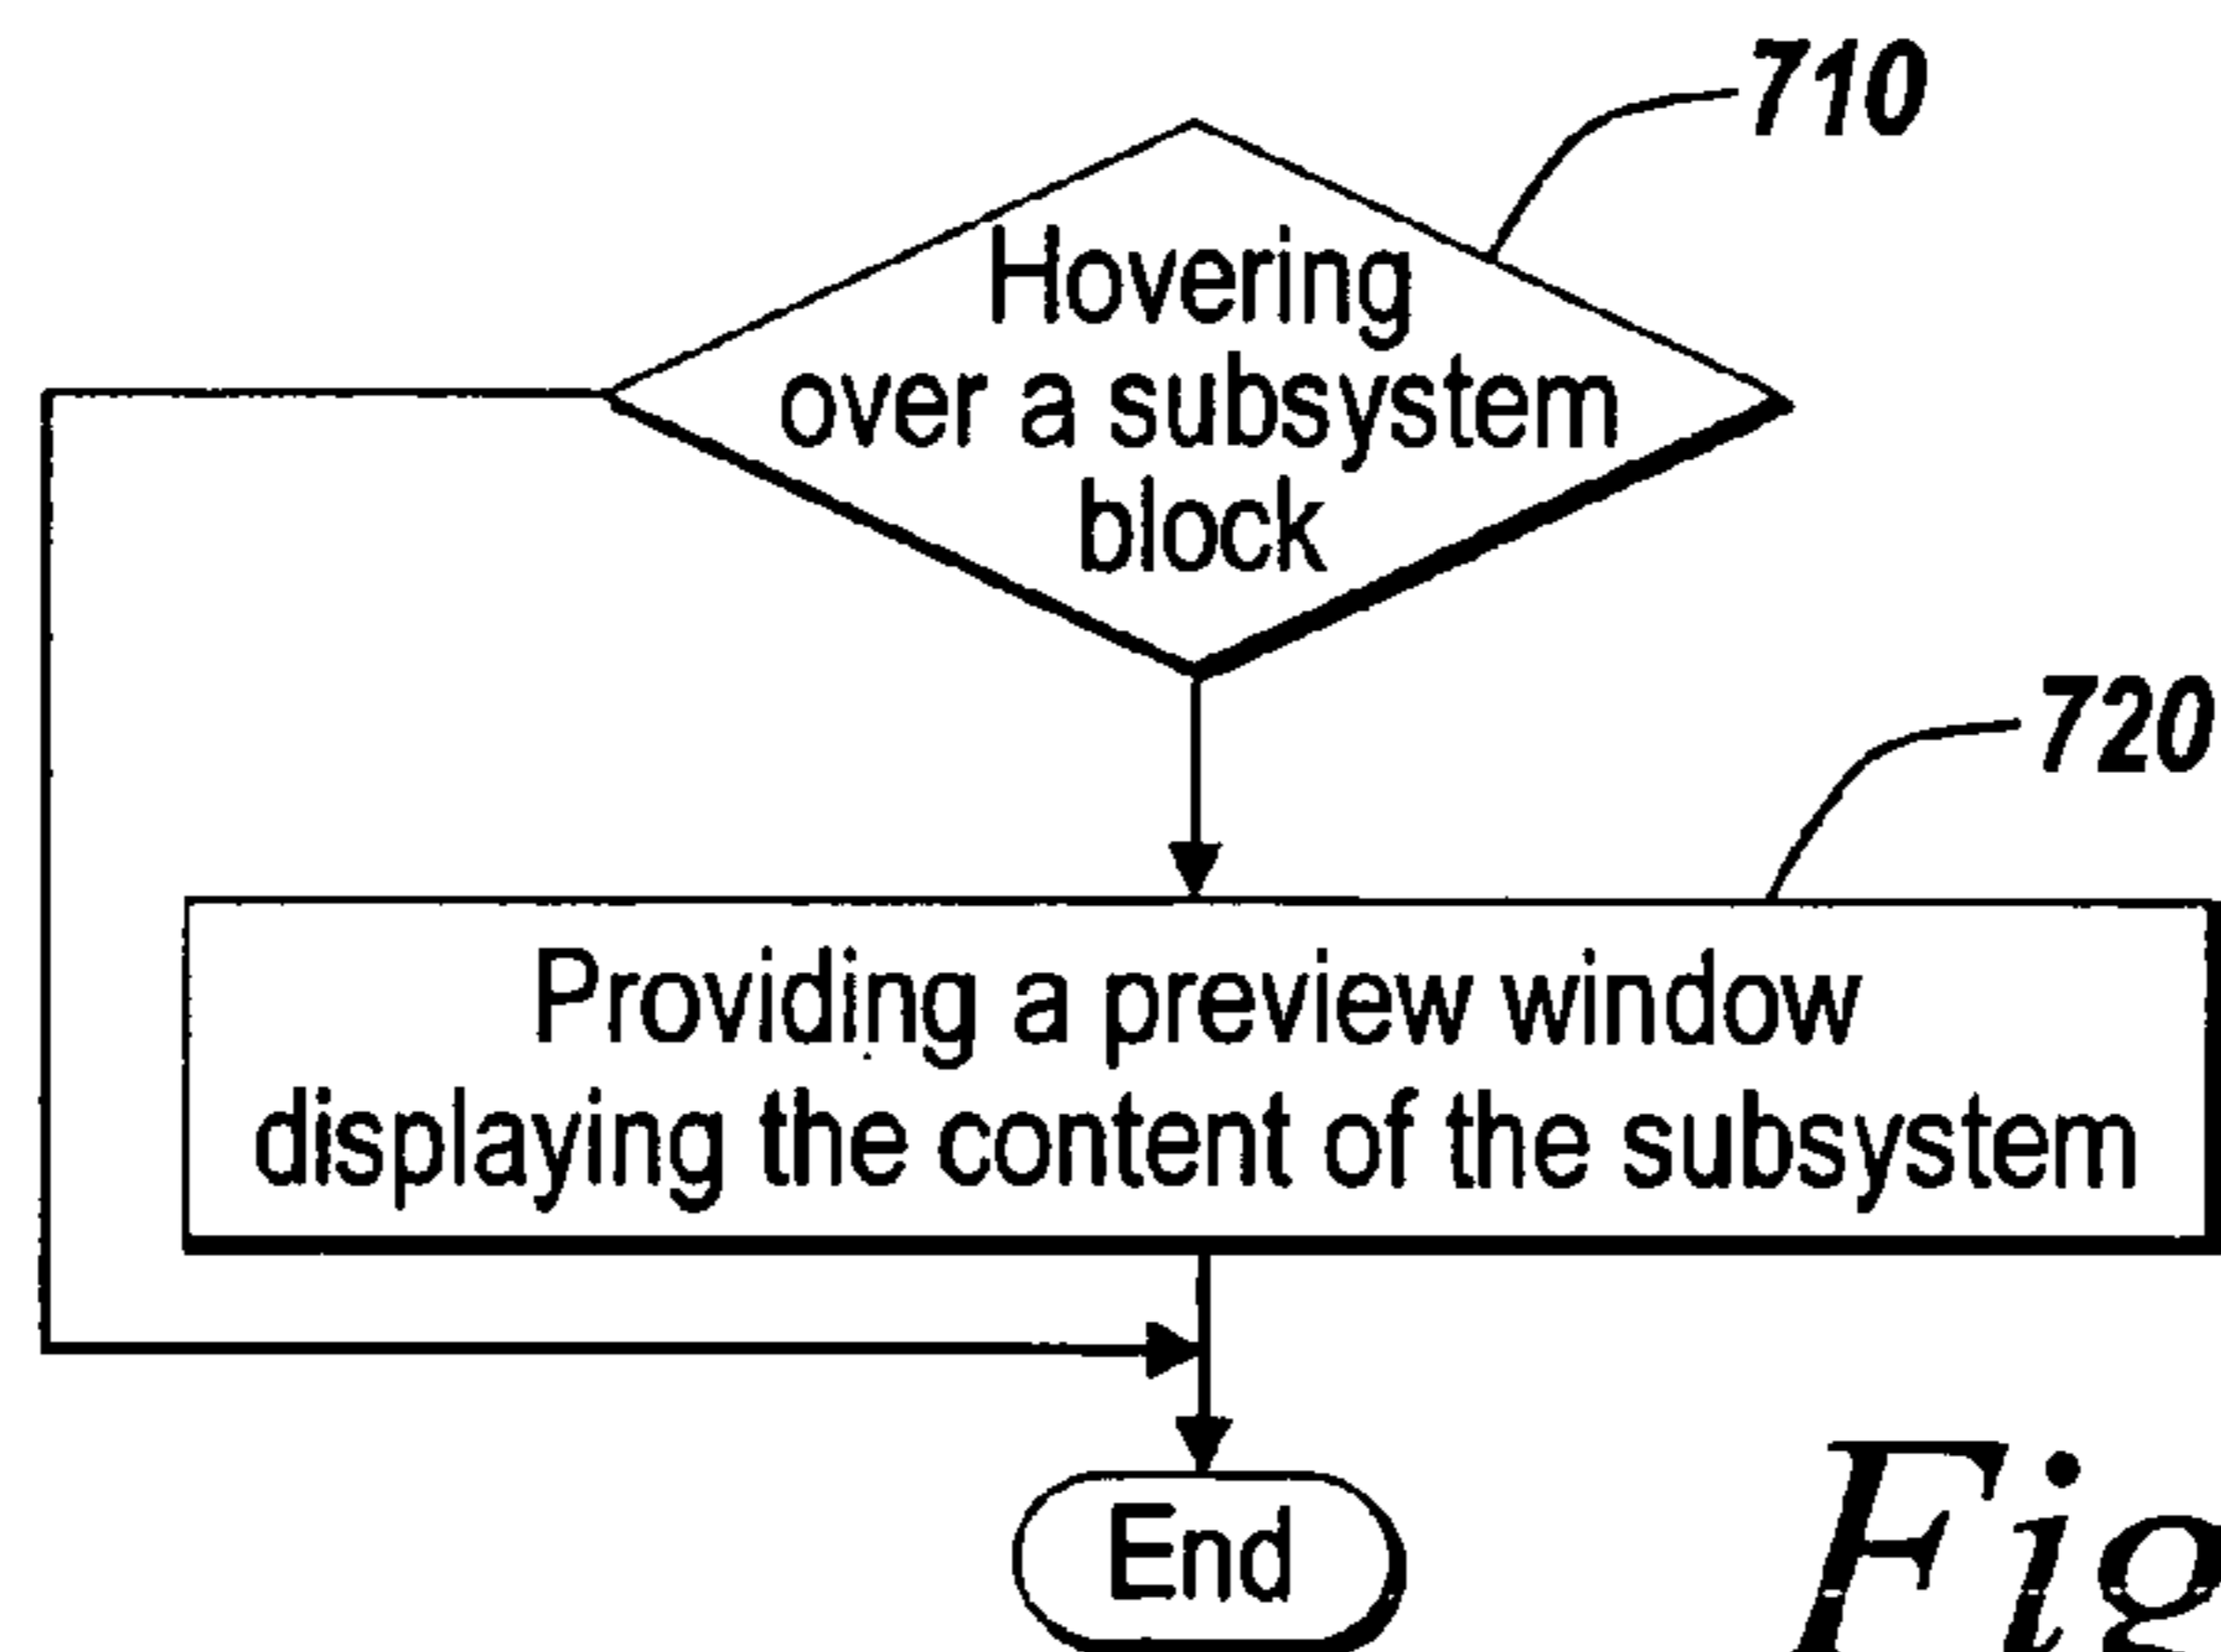 710
Hovering
over a subsystem
block
720
Providing a preview window
displaying the content of the subsystem
End
Fig